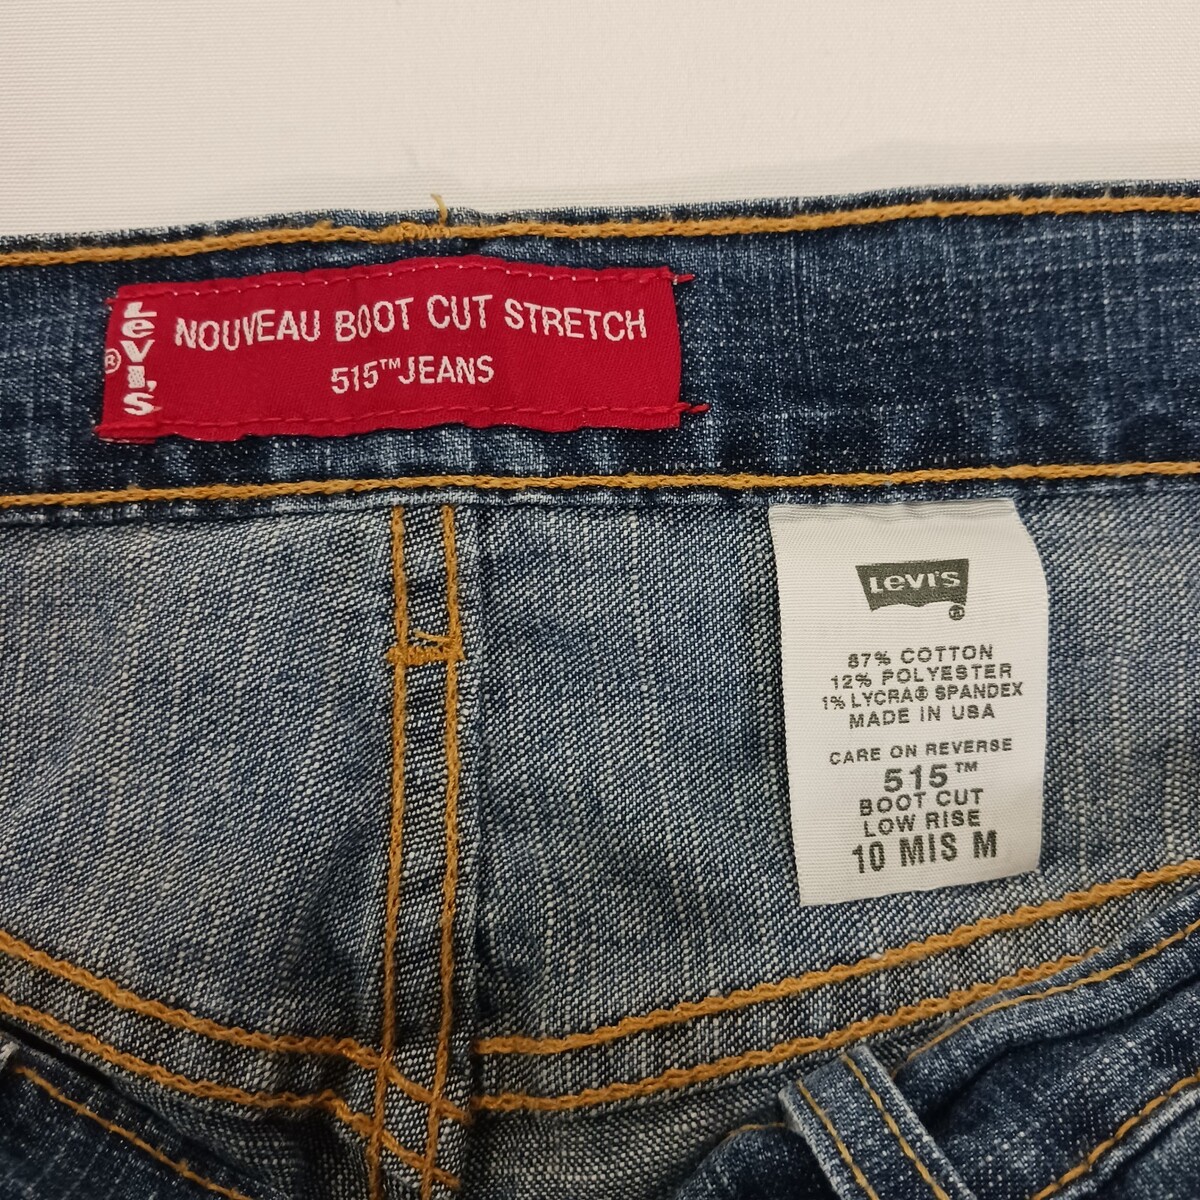 Levi's ®
NOUVEAU BOOT CUT STRETCH
515™ JEANS
Levi's ®
87% COTTON
12% POLYESTER
1% LYCRA® SPANDEX
MADE IN USA
CARE ON REVERSE
515™
BOOT CUT
LOW RISE
10 MIS M